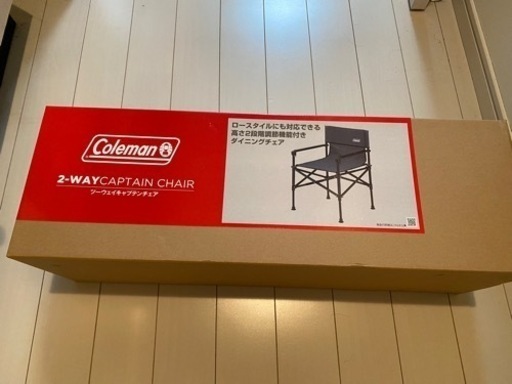 Coleman
2-WAY CAPTAIN CHAIR
ツーウェイキャプテンチェア
ロースタイルにも対応できる
高さ2段階調節機能付き
ダイニングチェア